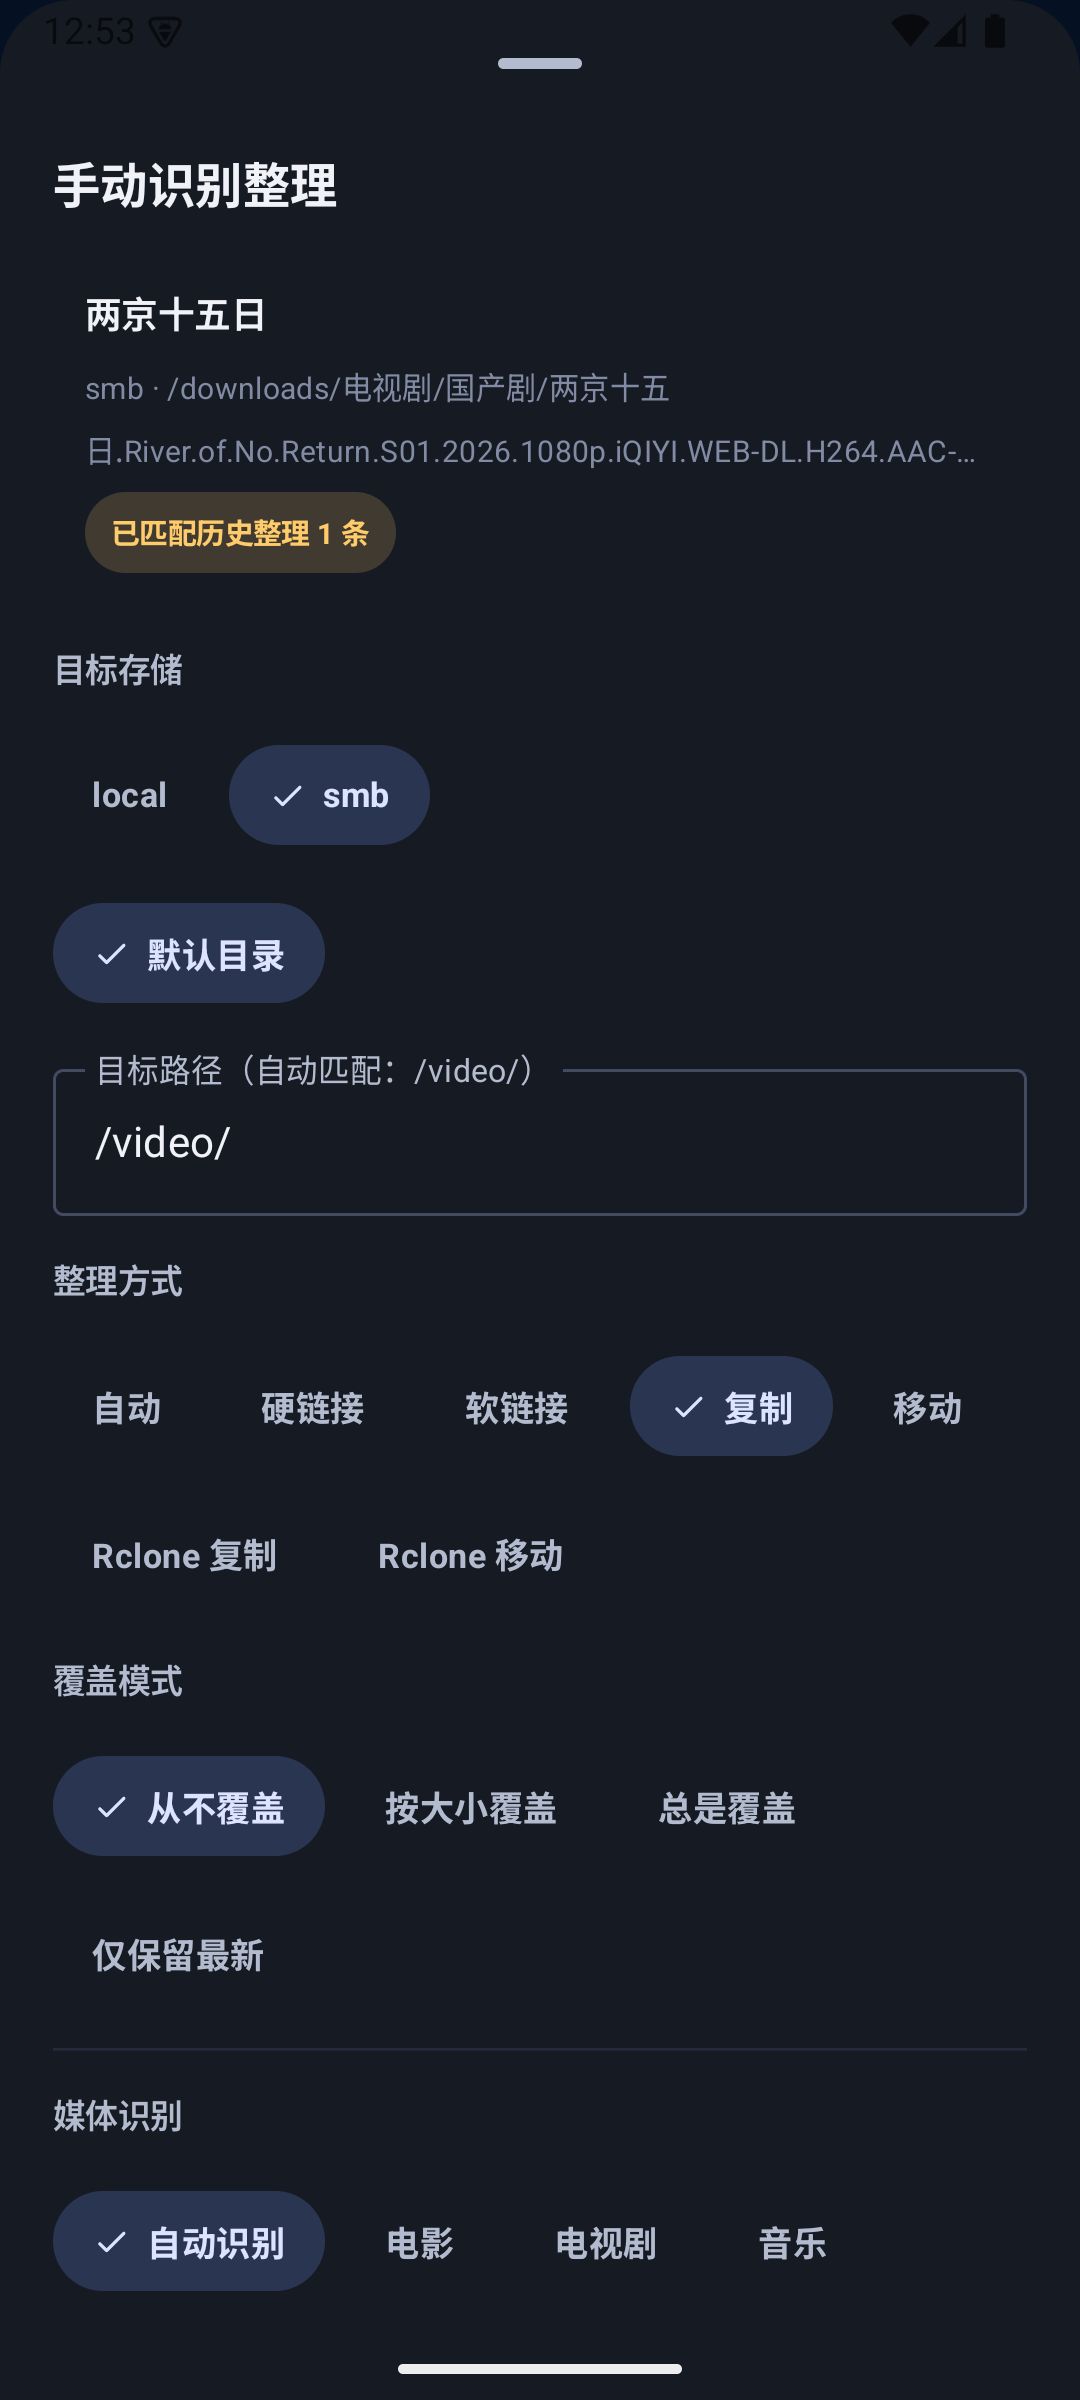 12:53
手动识别整理
两京十五日
smb · /downloads/电视剧/国产剧/两京十五
日.River.of.No.Return.S01.2026.1080p.iQIYI.WEB-DL.H264.AAC-...
已匹配历史整理 1 条
目标存储
local smb
默认目录
目标路径（自动匹配：/video/）
/video/
整理方式
自动 硬链接 软链接 复制 移动
Rclone 复制 Rclone 移动
覆盖模式
从不覆盖 按大小覆盖 总是覆盖
仅保留最新
媒体识别
自动识别 电影 电视剧 音乐